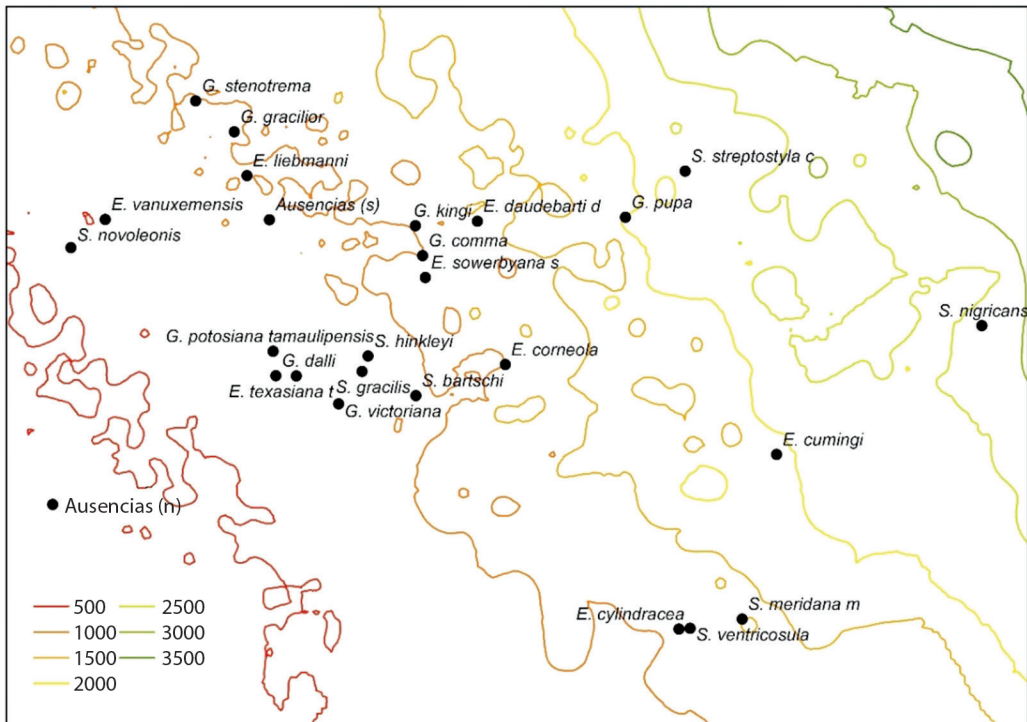 G. stenotrema
G. gracilior
E. liebmanni
S. streptostyla c
E. vanuxemensis
Ausencias (s)
G. kingi
E. daudebarti d
G. pupa
S. novoleonis
G. comma
E. sowerbyana s
S. nigricans
G. potosiana tamaulipensis
S. hinkleyi
G. dalli
E. corneola
E. texasiana t
S. gracilis
S. bartschi
G. victoriana
E. cumingi
Ausencias (n)
500
2500
1000
3000
1500
3500
2000
E. cylindracea
S. meridana m
S. ventricosula